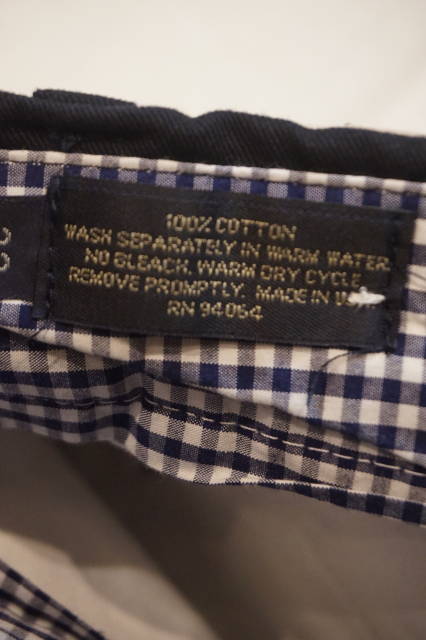 100% COTTON
WASH SEPARATELY IN WARM WATER
NO BLEACH. WARM DRY CYCLE
REMOVE PROMPTLY. MADE IN
RN 94064